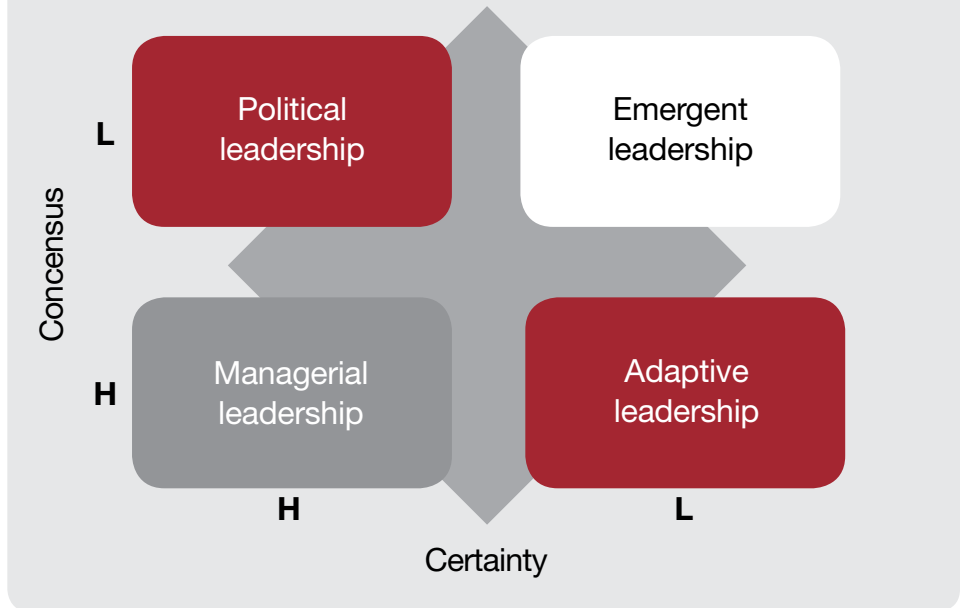 Political
leadership
Emergent
leadership
L
Concensus
Managerial
leadership
Adaptive
leadership
H
H
L
Certainty